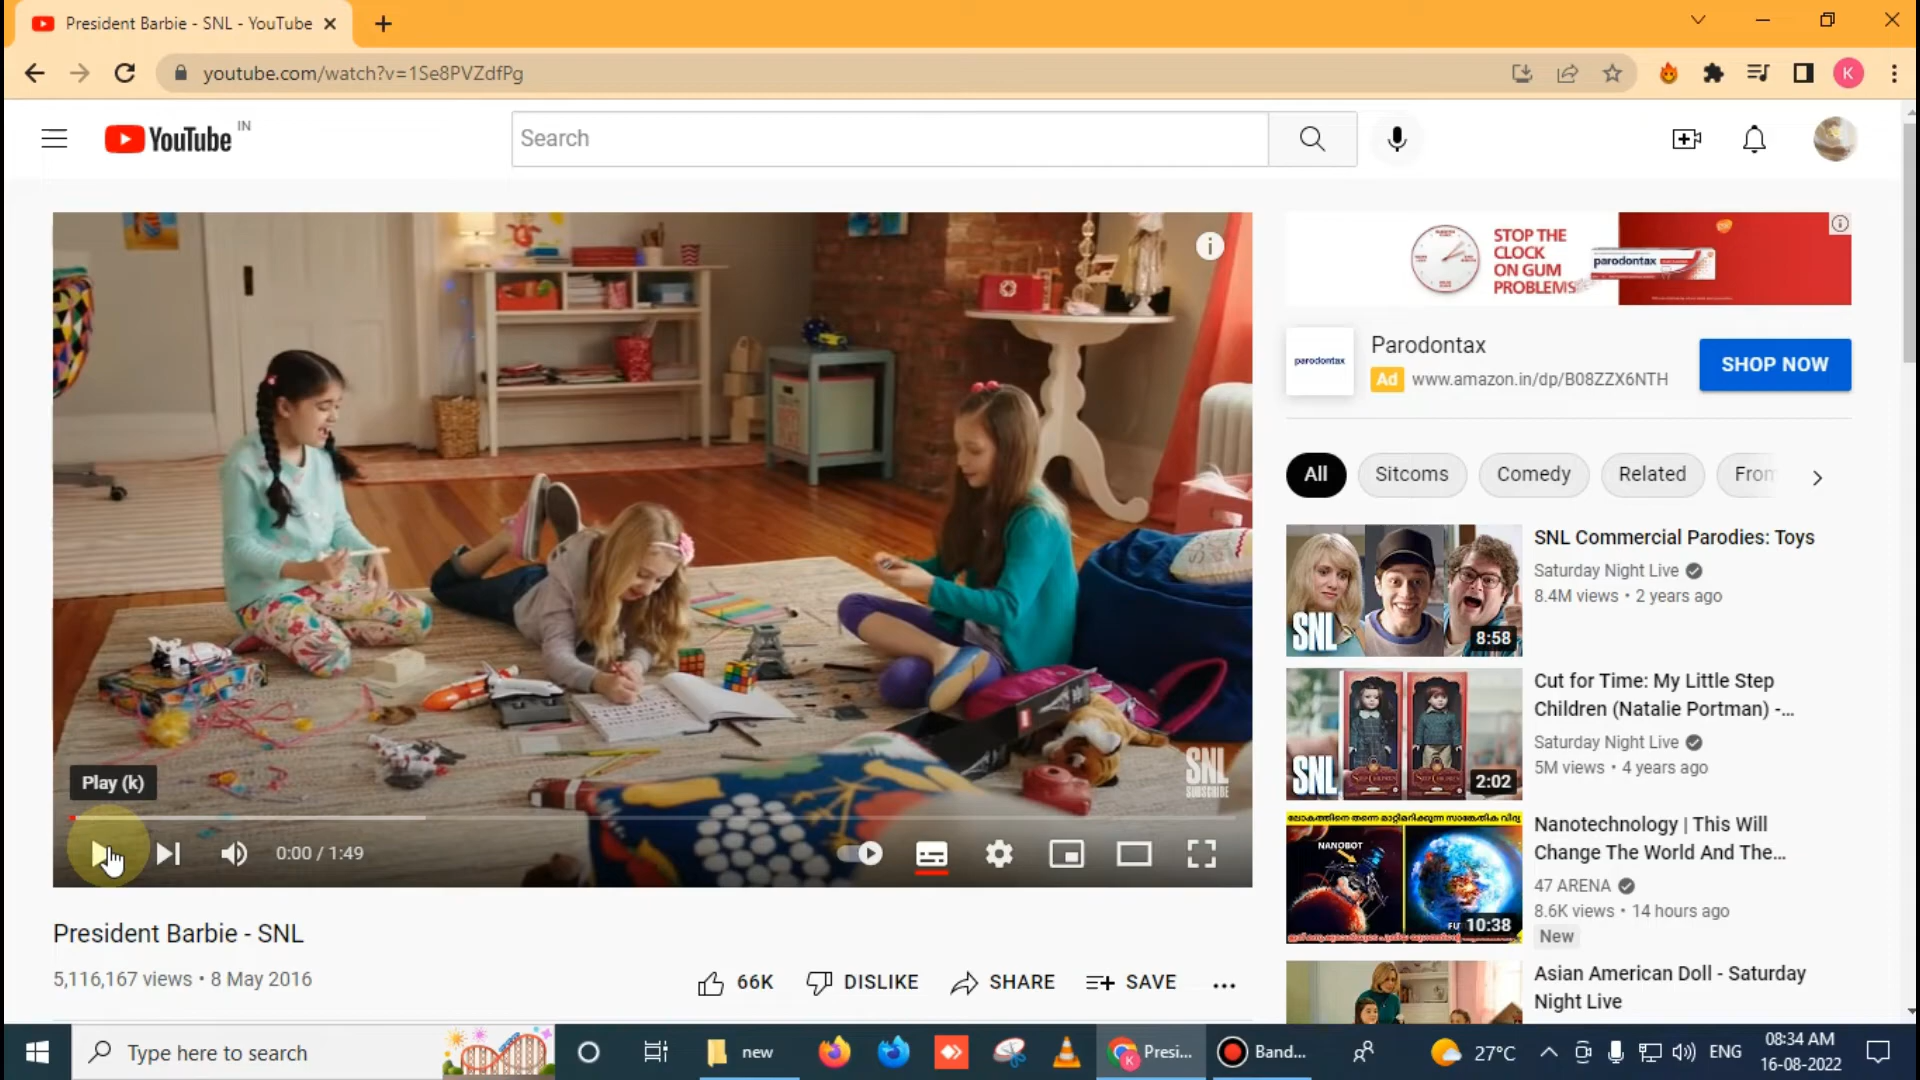 President Barbie - SNL - YouTube
youtube.com/watch?v=1Se8PVZdfPg
K
YouTube IN
Search
i
SNL
SUBSCRIBE
Play (k)
0:00 / 1:49
President Barbie - SNL
5,116,167 views • 8 May 2016
66K
DISLIKE
SHARE
SAVE
STOP THE
CLOCK
ON GUM
PROBLEMS
parodontax
parodontax
Parodontax
Ad www.amazon.in/dp/B08ZZX6NTH
SHOP NOW
All
Sitcoms
Comedy
Related
From
SNL
8:58
SNL Commercial Parodies: Toys
Saturday Night Live
8.4M views • 2 years ago
SNL
2:02
Cut for Time: My Little Step
Children (Natalie Portman) -...
Saturday Night Live
5M views • 4 years ago
NANOBOT
10:38
Nanotechnology | This Will
Change The World And The...
47 ARENA
8.6K views • 14 hours ago
New
Asian American Doll - Saturday
Night Live
Type here to search
new
Presi...
Band...
27°C
ENG
08:34 AM
16-08-2022